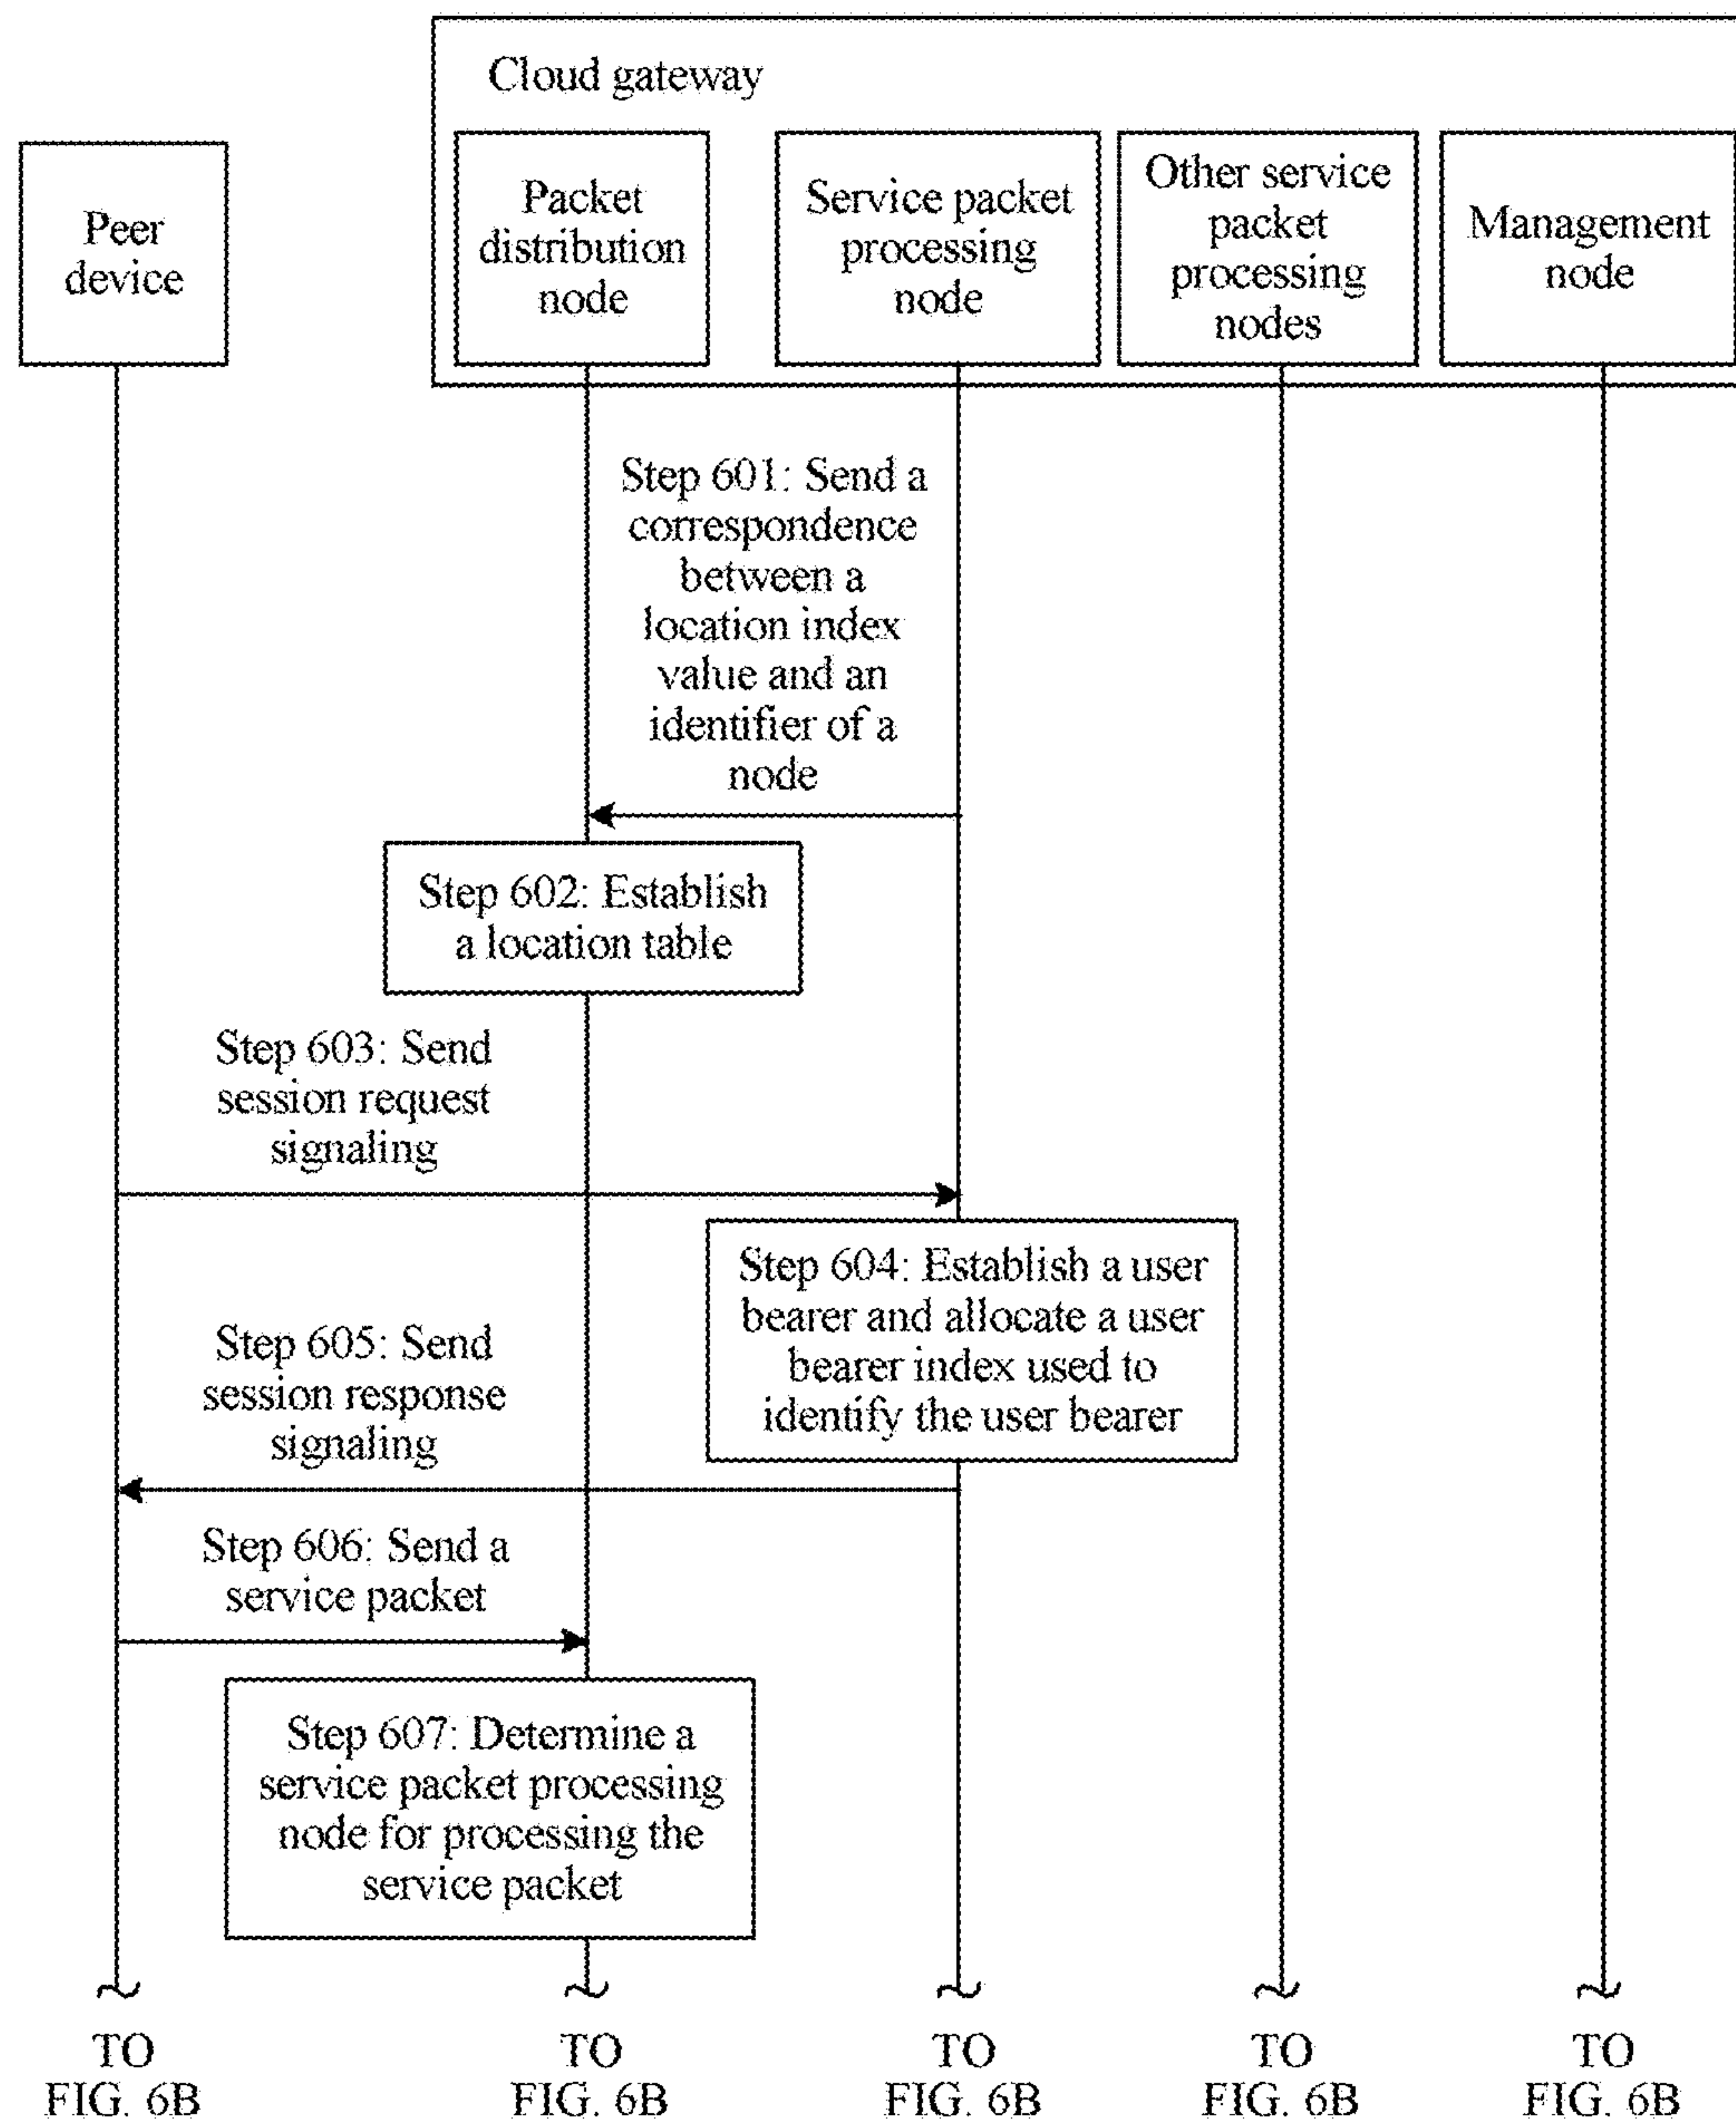 Cloud gateway
Peer
device
Packet
distribution
node
Service packet
processing
node
Other service
packet
processing
nodes
Management
node
Step 601: Send a
correspondence
between a
location index
value and an
identifier of a
node
Step 602: Establish
a location table
Step 603: Send
session request
signaling
Step 604: Establish a user
bearer and allocate a user
bearer index used to
identify the user bearer
Step 605: Send
session response
signaling
Step 606: Send a
service packet
Step 607: Determine a
service packet processing
node for processing the
service packet
TO
FIG. 6B
TO
FIG. 6B
TO
FIG. 6B
TO
FIG. 6B
TO
FIG. 6B